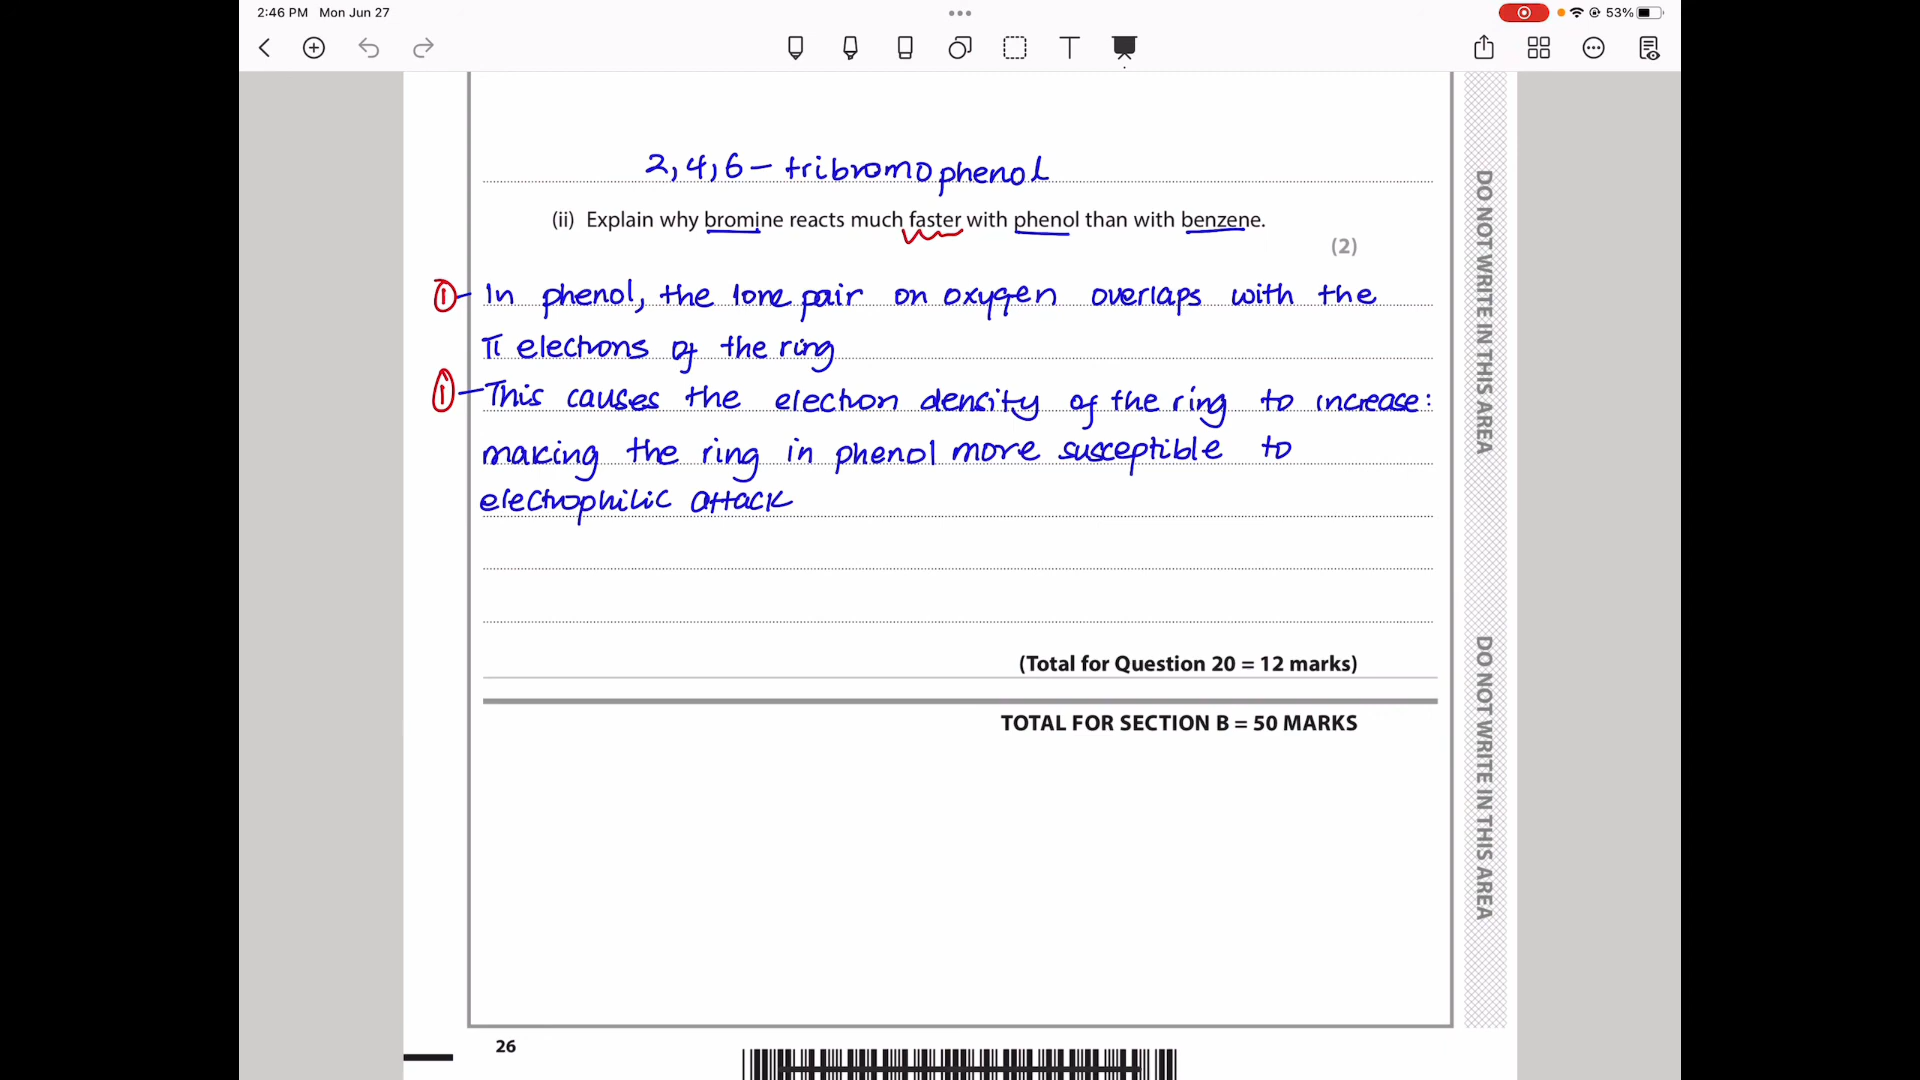 2:46 PM Mon Jun 27
53%
2,4,6 - tribromophenol
(ii) Explain why bromine reacts much faster with phenol than with benzene.
(2)
① In phenol, the lone pair on oxygen overlaps with the
π electrons of the ring
① This causes the electron density of the ring to increase:
making the ring in phenol more susceptible to
electrophilic attack
(Total for Question 20 = 12 marks)
TOTAL FOR SECTION B = 50 MARKS
26
DO NOT WRITE IN THIS AREA
DO NOT WRITE IN THIS AREA